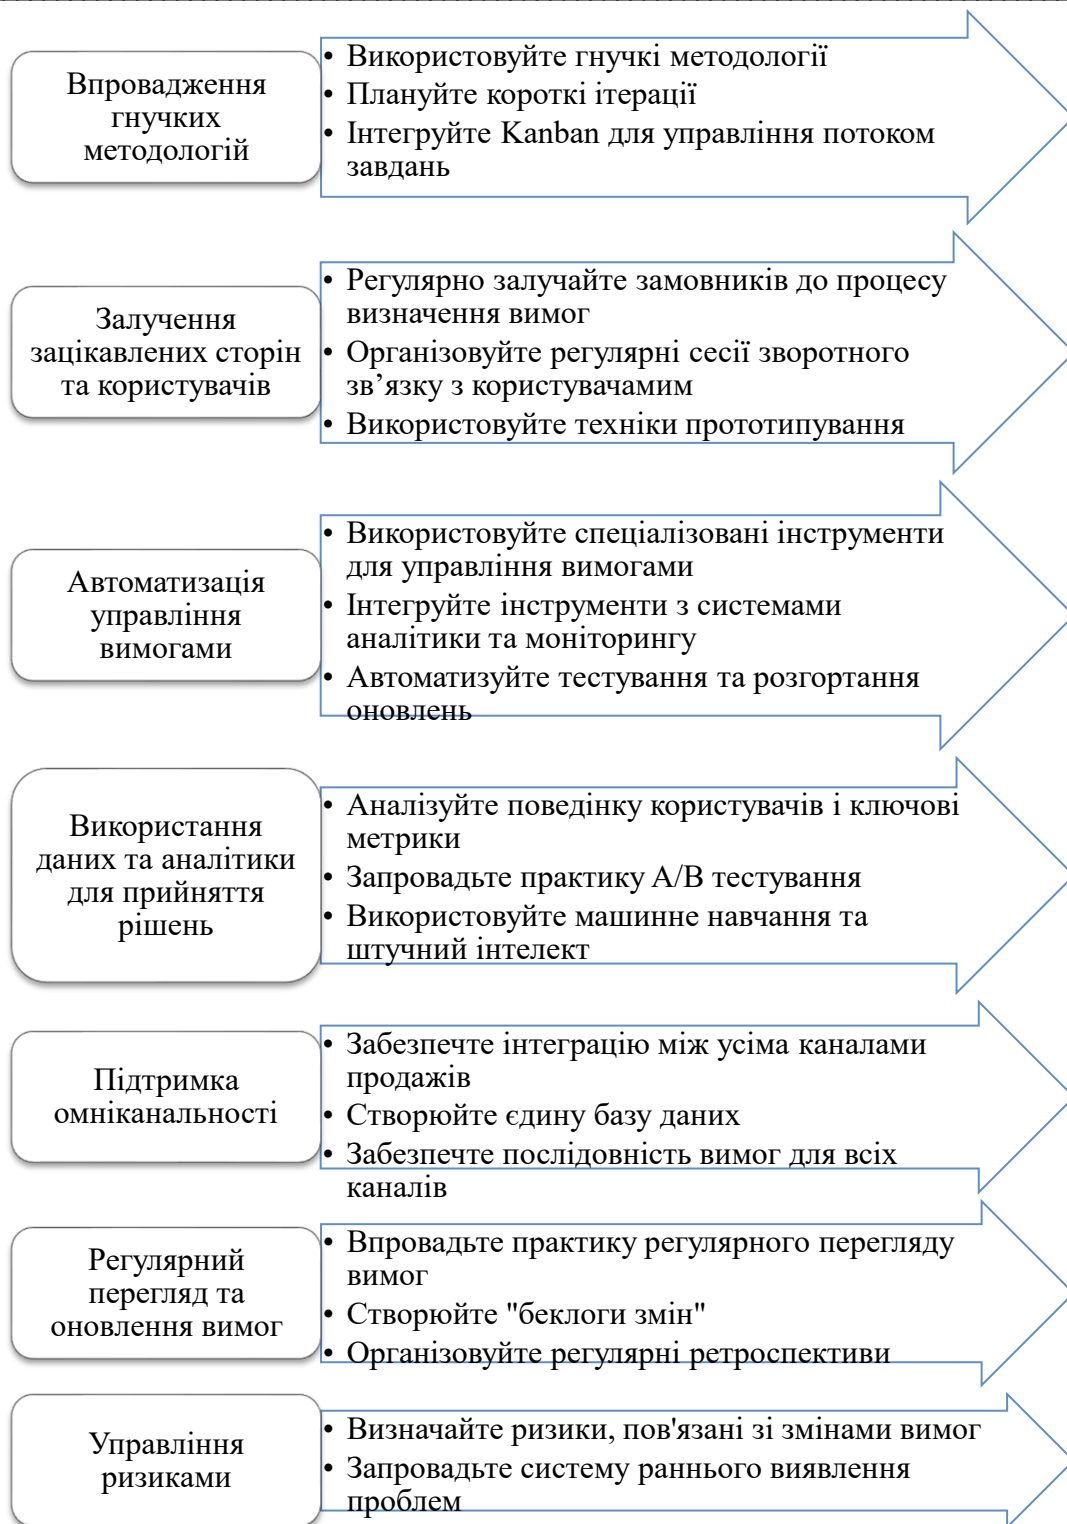 Впровадження
гнучких
методологій
• Використовуйте гнучкі методології
• Плануйте короткі ітерації
• Інтегруйте Kanban для управління потоком
завдань
Залучення
зацікавлених сторін
та користувачів
• Регулярно залучайте замовників до процесу
визначення вимог
• Організовуйте регулярні сесії зворотного
зв’язку з користувачамим
• Використовуйте техніки прототипування
Автоматизація
управління
вимогами
• Використовуйте спеціалізовані інструменти
для управління вимогами
• Інтегруйте інструменти з системами
аналітики та моніторингу
• Автоматизуйте тестування та розгортання
оновлень
Використання
даних та аналітики
для прийняття
рішень
• Аналізуйте поведінку користувачів і ключові
метрики
• Запровадьте практику A/B тестування
• Використовуйте машинне навчання та
штучний інтелект
Підтримка
омніканальності
• Забезпечте інтеграцію між усіма каналами
продажів
• Створюйте єдину базу даних
• Забезпечте послідовність вимог для всіх
каналів
Регулярний
перегляд та
оновлення вимог
• Впровадьте практику регулярного перегляду
вимог
• Створюйте "беклоги змін"
• Організовуйте регулярні ретроспективи
Управління
ризиками
• Визначайте ризики, пов'язані зі змінами вимог
• Запровадьте систему раннього виявлення
проблем